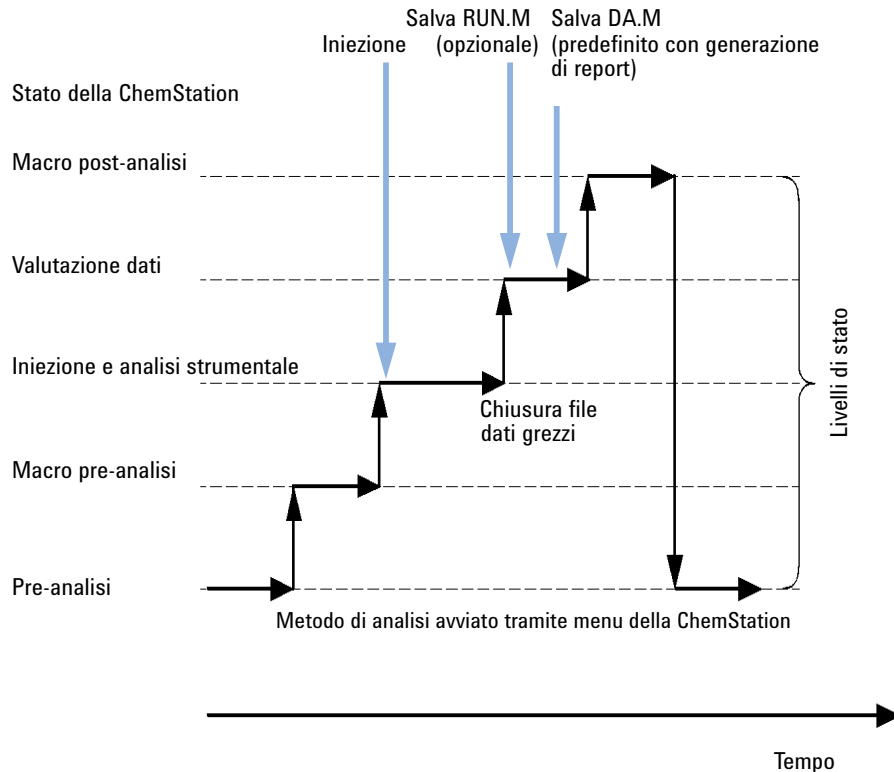 Salva RUN.M
(opzionale)
Salva DA.M
(predefinito con generazione
di report)
Iniezione
Stato della ChemStation
Macro post-analisi
Valutazione dati
Iniezione e analisi strumentale
Chiusura file
dati grezzi
Macro pre-analisi
Pre-analisi
Metodo di analisi avviato tramite menu della ChemStation
Livelli di stato
Tempo